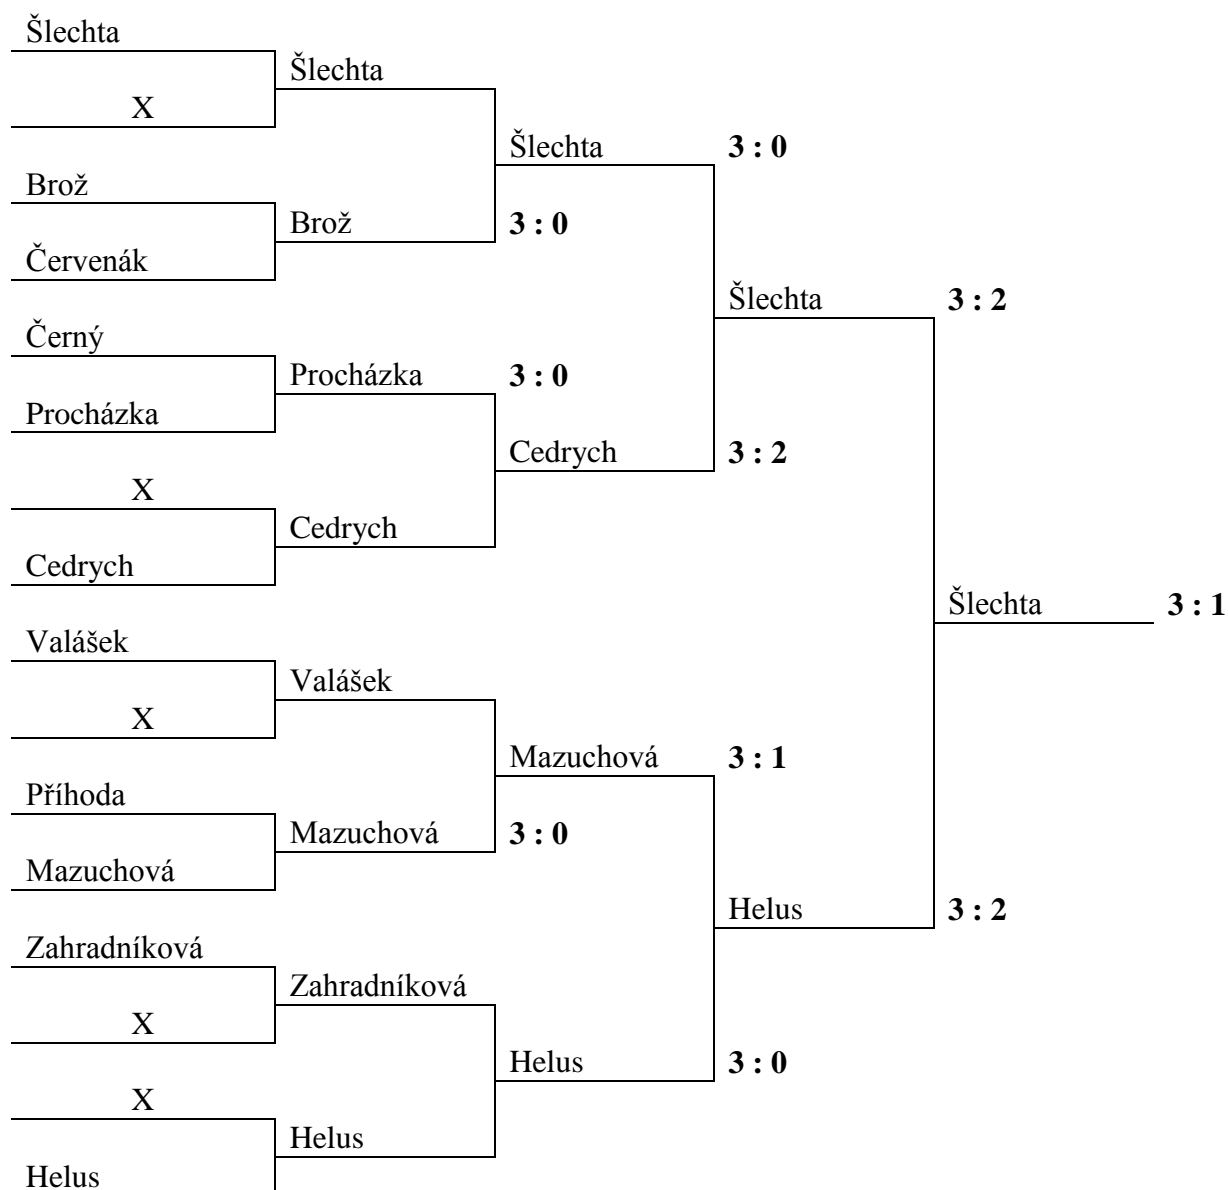 Šlechta
Šlechta
X
Šlechta 3 : 0
Brož
Brož 3 : 0
Červenák
Šlechta 3 : 2
Černý
Procházka 3 : 0
Procházka
Cedrych 3 : 2
X
Cedrych
Cedrych
Šlechta 3 : 1
Valášek
Valášek
X
Mazuchová 3 : 1
Příhoda
Mazuchová 3 : 0
Mazuchová
Helus 3 : 2
Zahradníková
Zahradníková
X
Helus 3 : 0
X
Helus
Helus